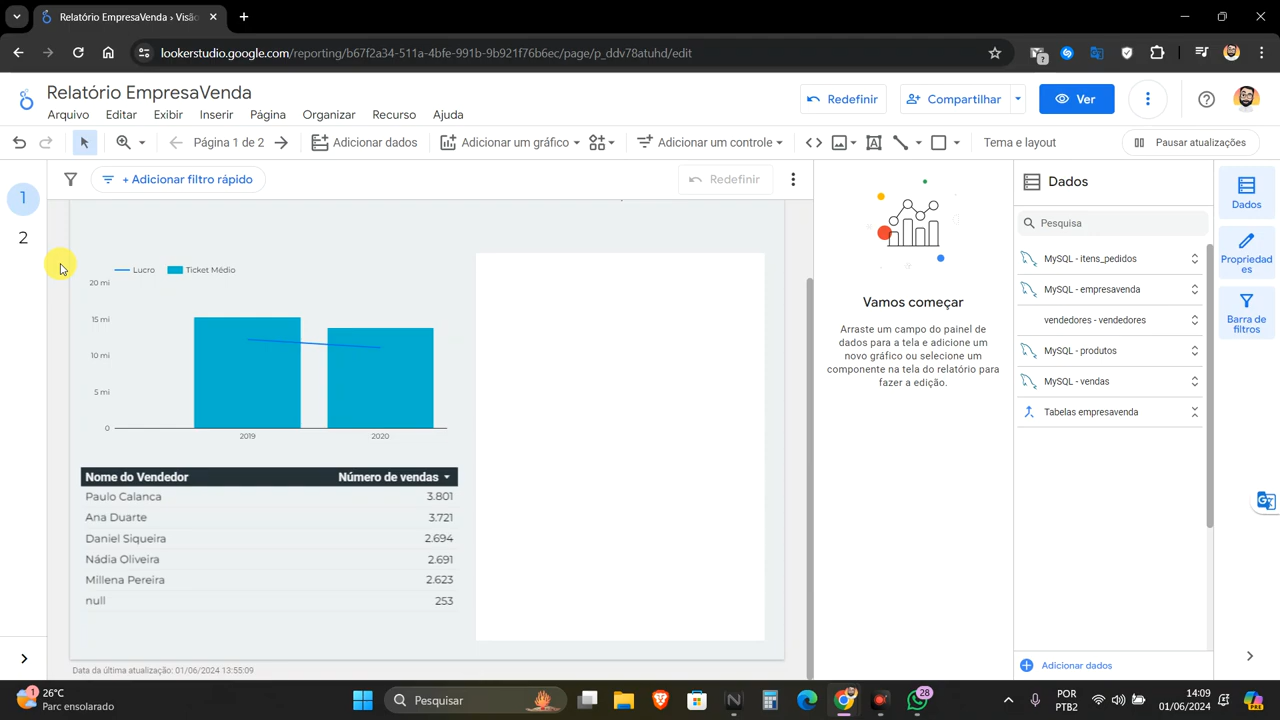 Relatório EmpresaVenda › Visão
lookerstudio.google.com/reporting/b67f2a34-511a-4bfe-991b-9b921f76b6ec/page/p_ddv78atuhd/edit
Relatório EmpresaVenda
Redefinir
Compartilhar
Ver
Arquivo Editar Exibir Inserir Página Organizar Recurso Ajuda
Página 1 de 2
Adicionar dados
Adicionar um gráfico
Adicionar um controle
Tema e layout
Pausar atualizações
1
2
+ Adicionar filtro rápido
Redefinir
Lucro Ticket Médio
20 mi
15 mi
10 mi
5 mi
0
2019 2020
Nome do Vendedor Número de vendas
Paulo Calanca 3.801
Ana Duarte 3.721
Daniel Siqueira 2.694
Nádia Oliveira 2.691
Millena Pereira 2.623
null 253
Data da última atualização: 01/06/2024 13:55:09
Vamos começar
Arraste um campo do painel de
dados para a tela e adicione um
novo gráfico ou selecione um
componente na tela do relatório para
fazer a edição.
Dados
Pesquisa
MySQL - itens_pedidos
MySQL - empresavenda
vendedores - vendedores
MySQL - produtos
MySQL - vendas
Tabelas empresavenda
Adicionar dados
Dados
Propriedad
es
Barra de
filtros
1
26°C
Parc ensolarado
Pesquisar
28
POR
PTB2
14:09
01/06/2024